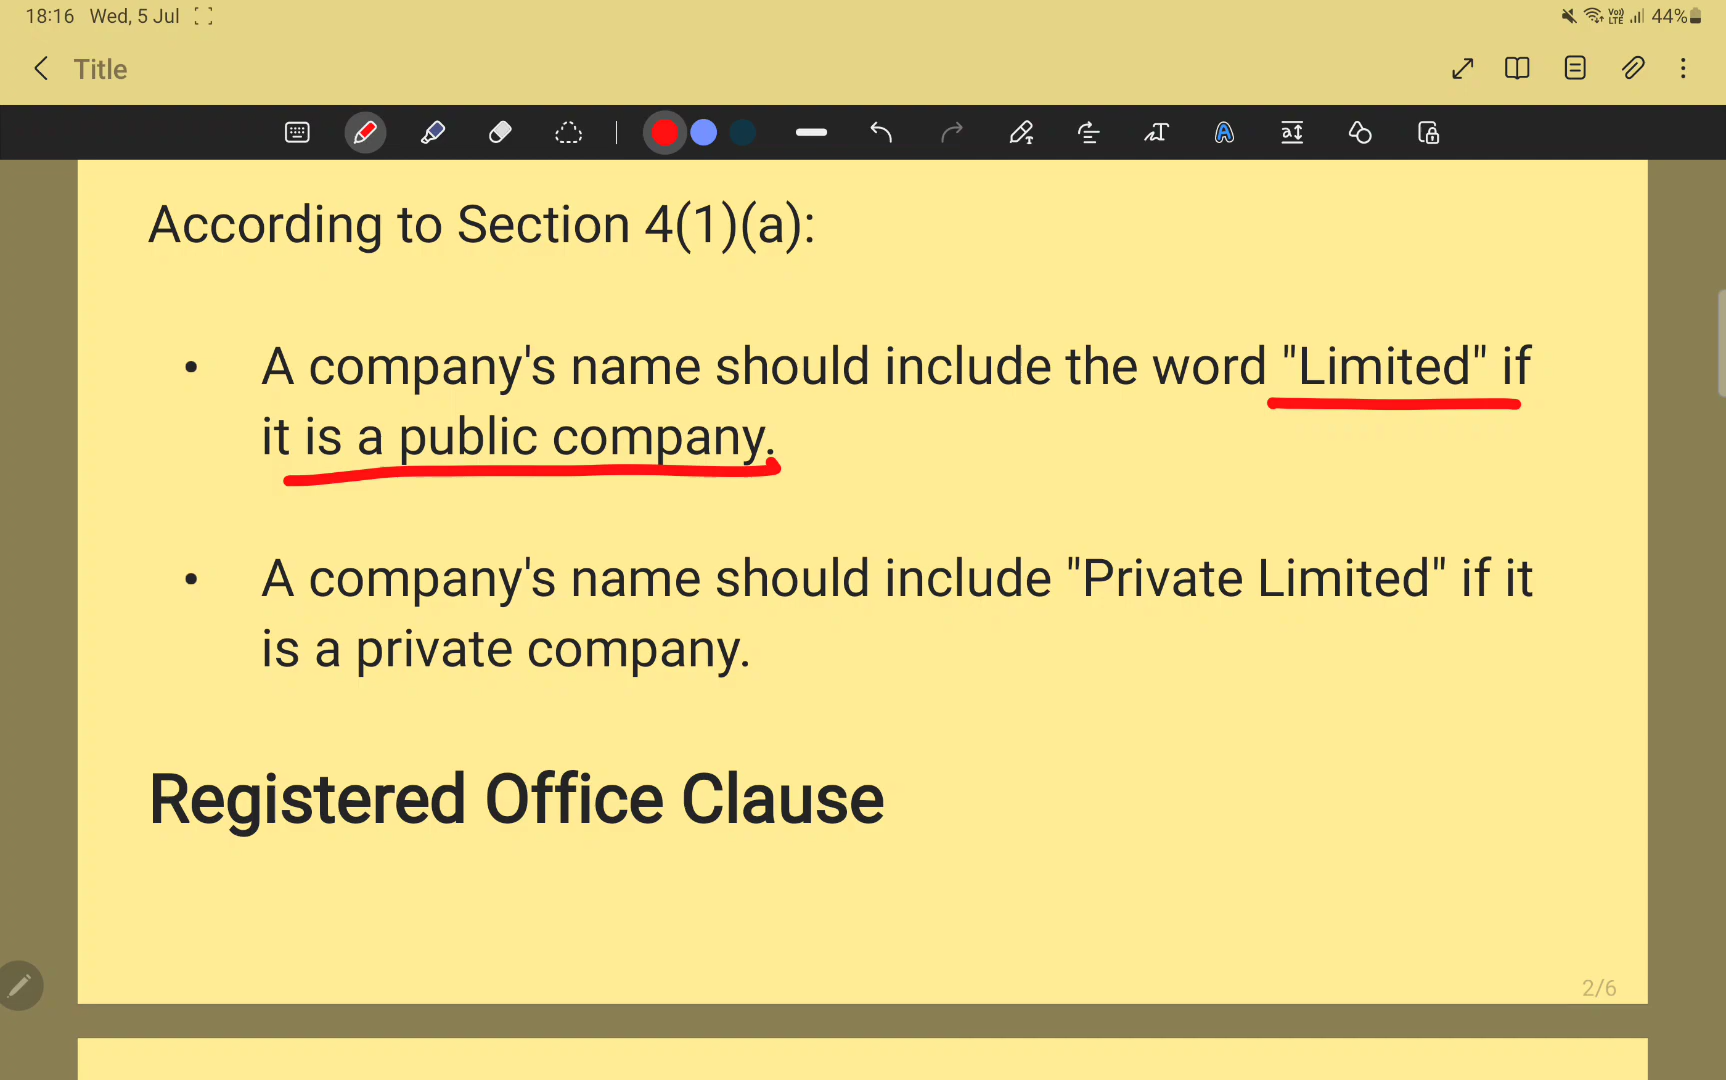 18:16 Wed, 5 Jul 44%
Title
According to Section 4(1)(a):
• A company's name should include the word "Limited" if
it is a public company.
• A company's name should include "Private Limited" if it
is a private company.
Registered Office Clause
2/6